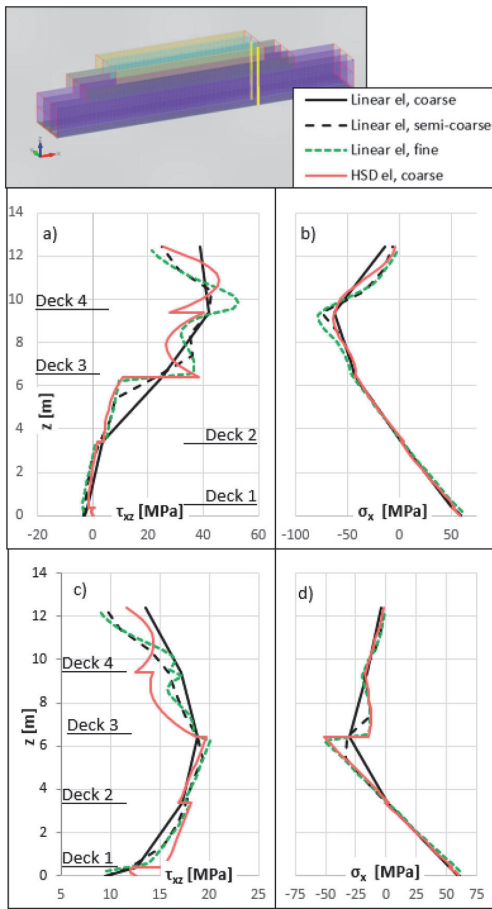 Linear el, coarse
Linear el, semi-coarse
Linear el, fine
HSD el, coarse
14
12
10
8
6
4
2
0
z [m]
a)
Deck 4
Deck 3
Deck 2
Deck 1
-20
0
20
40
60
τxz [MPa]
b)
-100
-50
0
50
100
σx [MPa]
14
12
10
8
6
4
2
0
z [m]
c)
Deck 4
Deck 3
Deck 2
Deck 1
5
10
15
20
25
τxz [MPa]
d)
-75
-50
-25
0
25
50
75
σx [MPa]